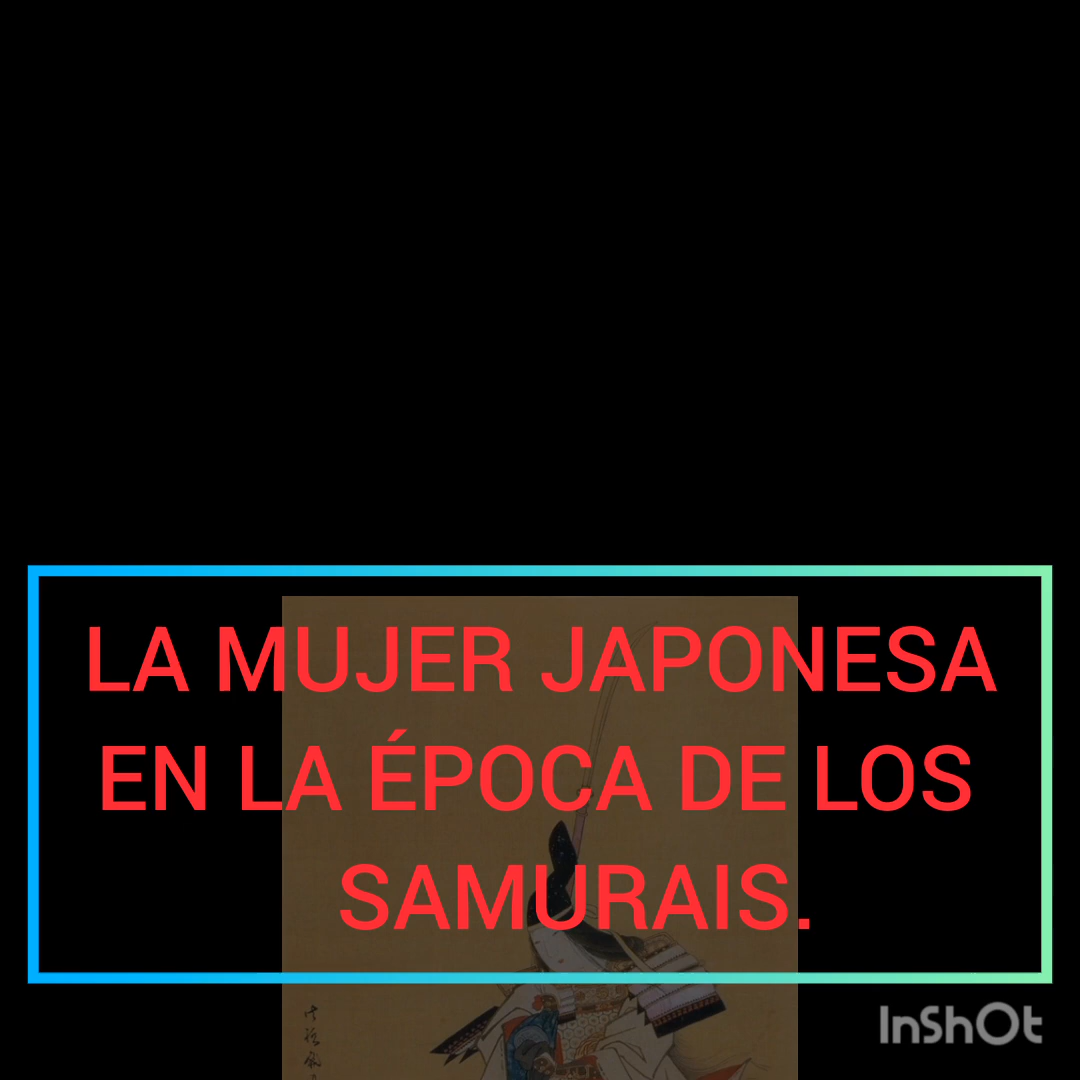 LA MUJER JAPONESA
EN LA ÉPOCA DE LOS
SAMURAIS.
InShOt